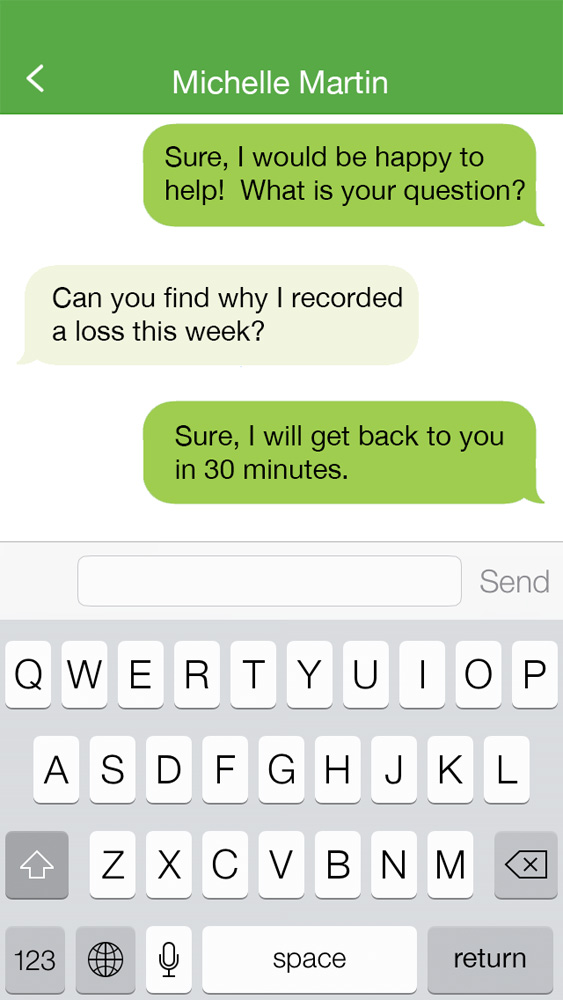 Michelle Martin
Sure, I would be happy to
help!  What is your question?
Can you find why I recorded
a loss this week?
Sure, I will get back to you
in 30 minutes.
Send
Q W E R T Y U I O P
A S D F G H J K L
Z X C V B N M
123 space return